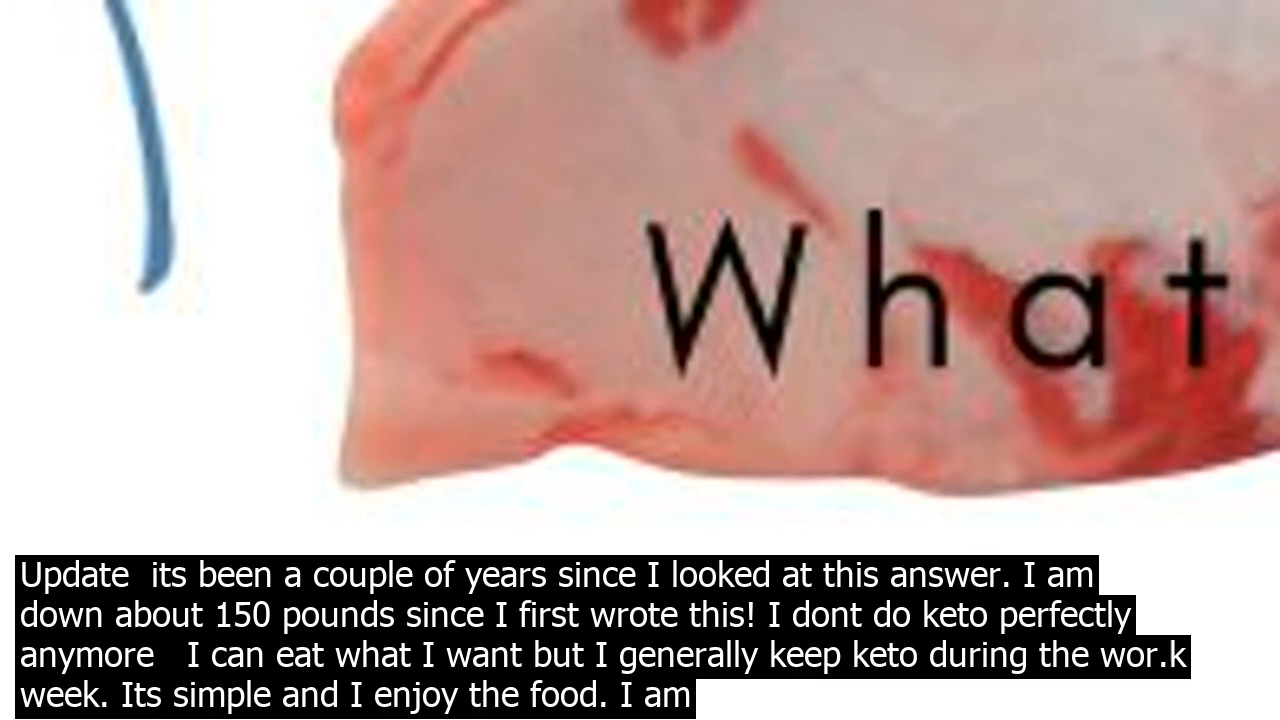 What
Update  its been a couple of years since I looked at this answer. I am
down about 150 pounds since I first wrote this! I dont do keto perfectly
anymore   I can eat what I want but I generally keep keto during the wor.k
week. Its simple and I enjoy the food. I am